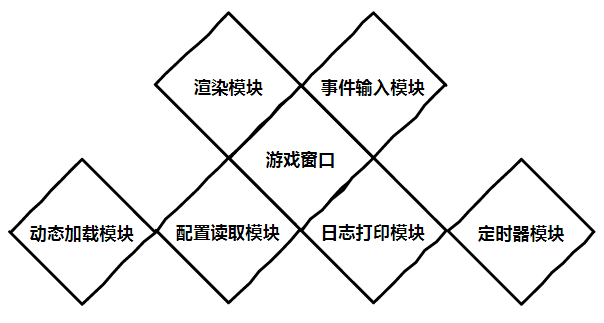 渲染模块
事件输入模块
游戏窗口
动态加载模块
配置读取模块
日志打印模块
定时器模块